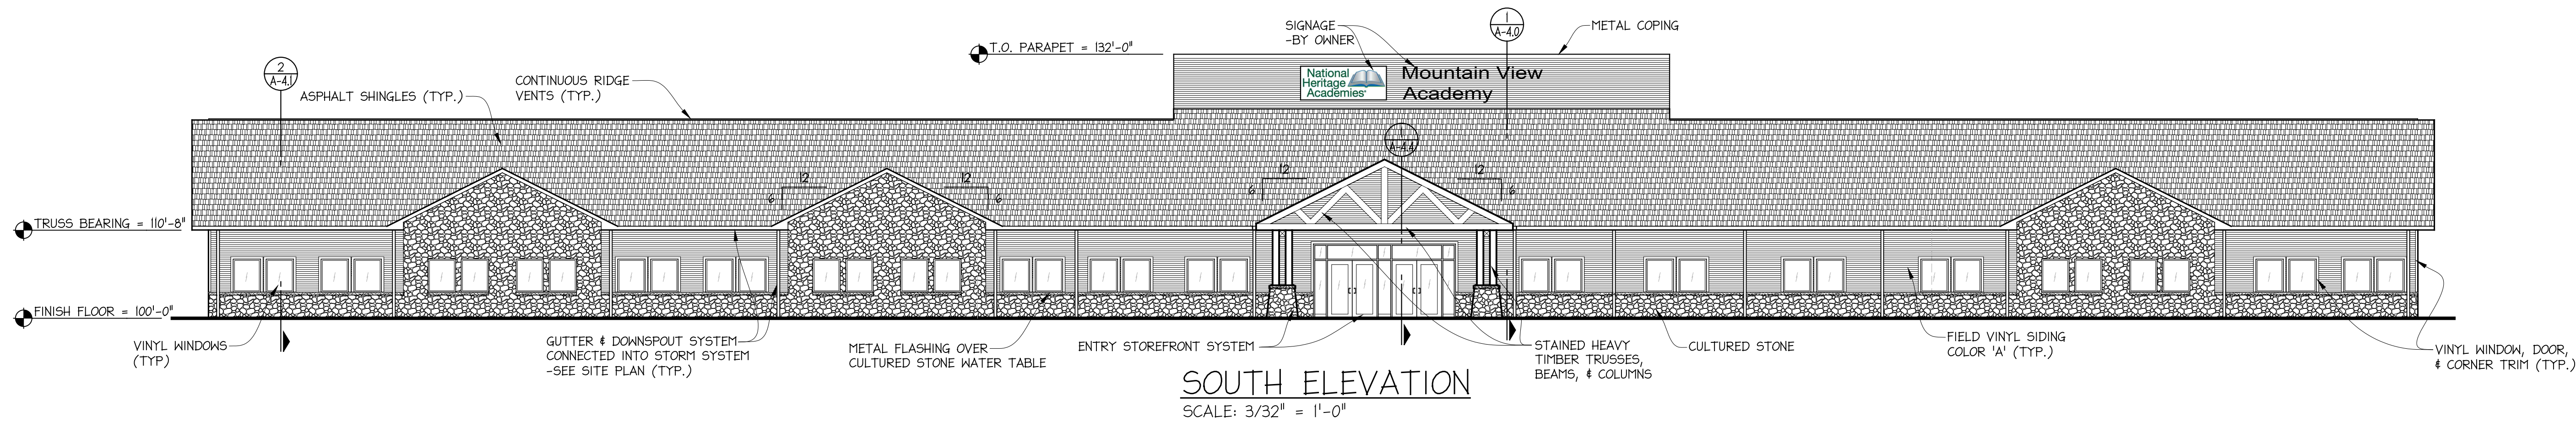 SIGNAGE
-BY OWNER
1
A-4.0
METAL COPING
T.O. PARAPET = 132'-0"
2
A-4.1
CONTINUOUS RIDGE
VENTS (TYP.)
ASPHALT SHINGLES (TYP.)
National
Heritage
Academies
Mountain View
Academy
1
A-4.4
12
6
12
6
12
6
12
6
TRUSS BEARING = 110'-8"
FINISH FLOOR = 100'-0"
VINYL WINDOWS
(TYP)
GUTTER & DOWNSPOUT SYSTEM
CONNECTED INTO STORM SYSTEM
-SEE SITE PLAN (TYP.)
METAL FLASHING OVER
CULTURED STONE WATER TABLE
ENTRY STOREFRONT SYSTEM
STAINED HEAVY
TIMBER TRUSSES,
BEAMS, & COLUMNS
CULTURED STONE
FIELD VINYL SIDING
COLOR 'A' (TYP.)
VINYL WINDOW, DOOR,
& CORNER TRIM (TYP.)
SOUTH ELEVATION
SCALE: 3/32" = 1'-0"